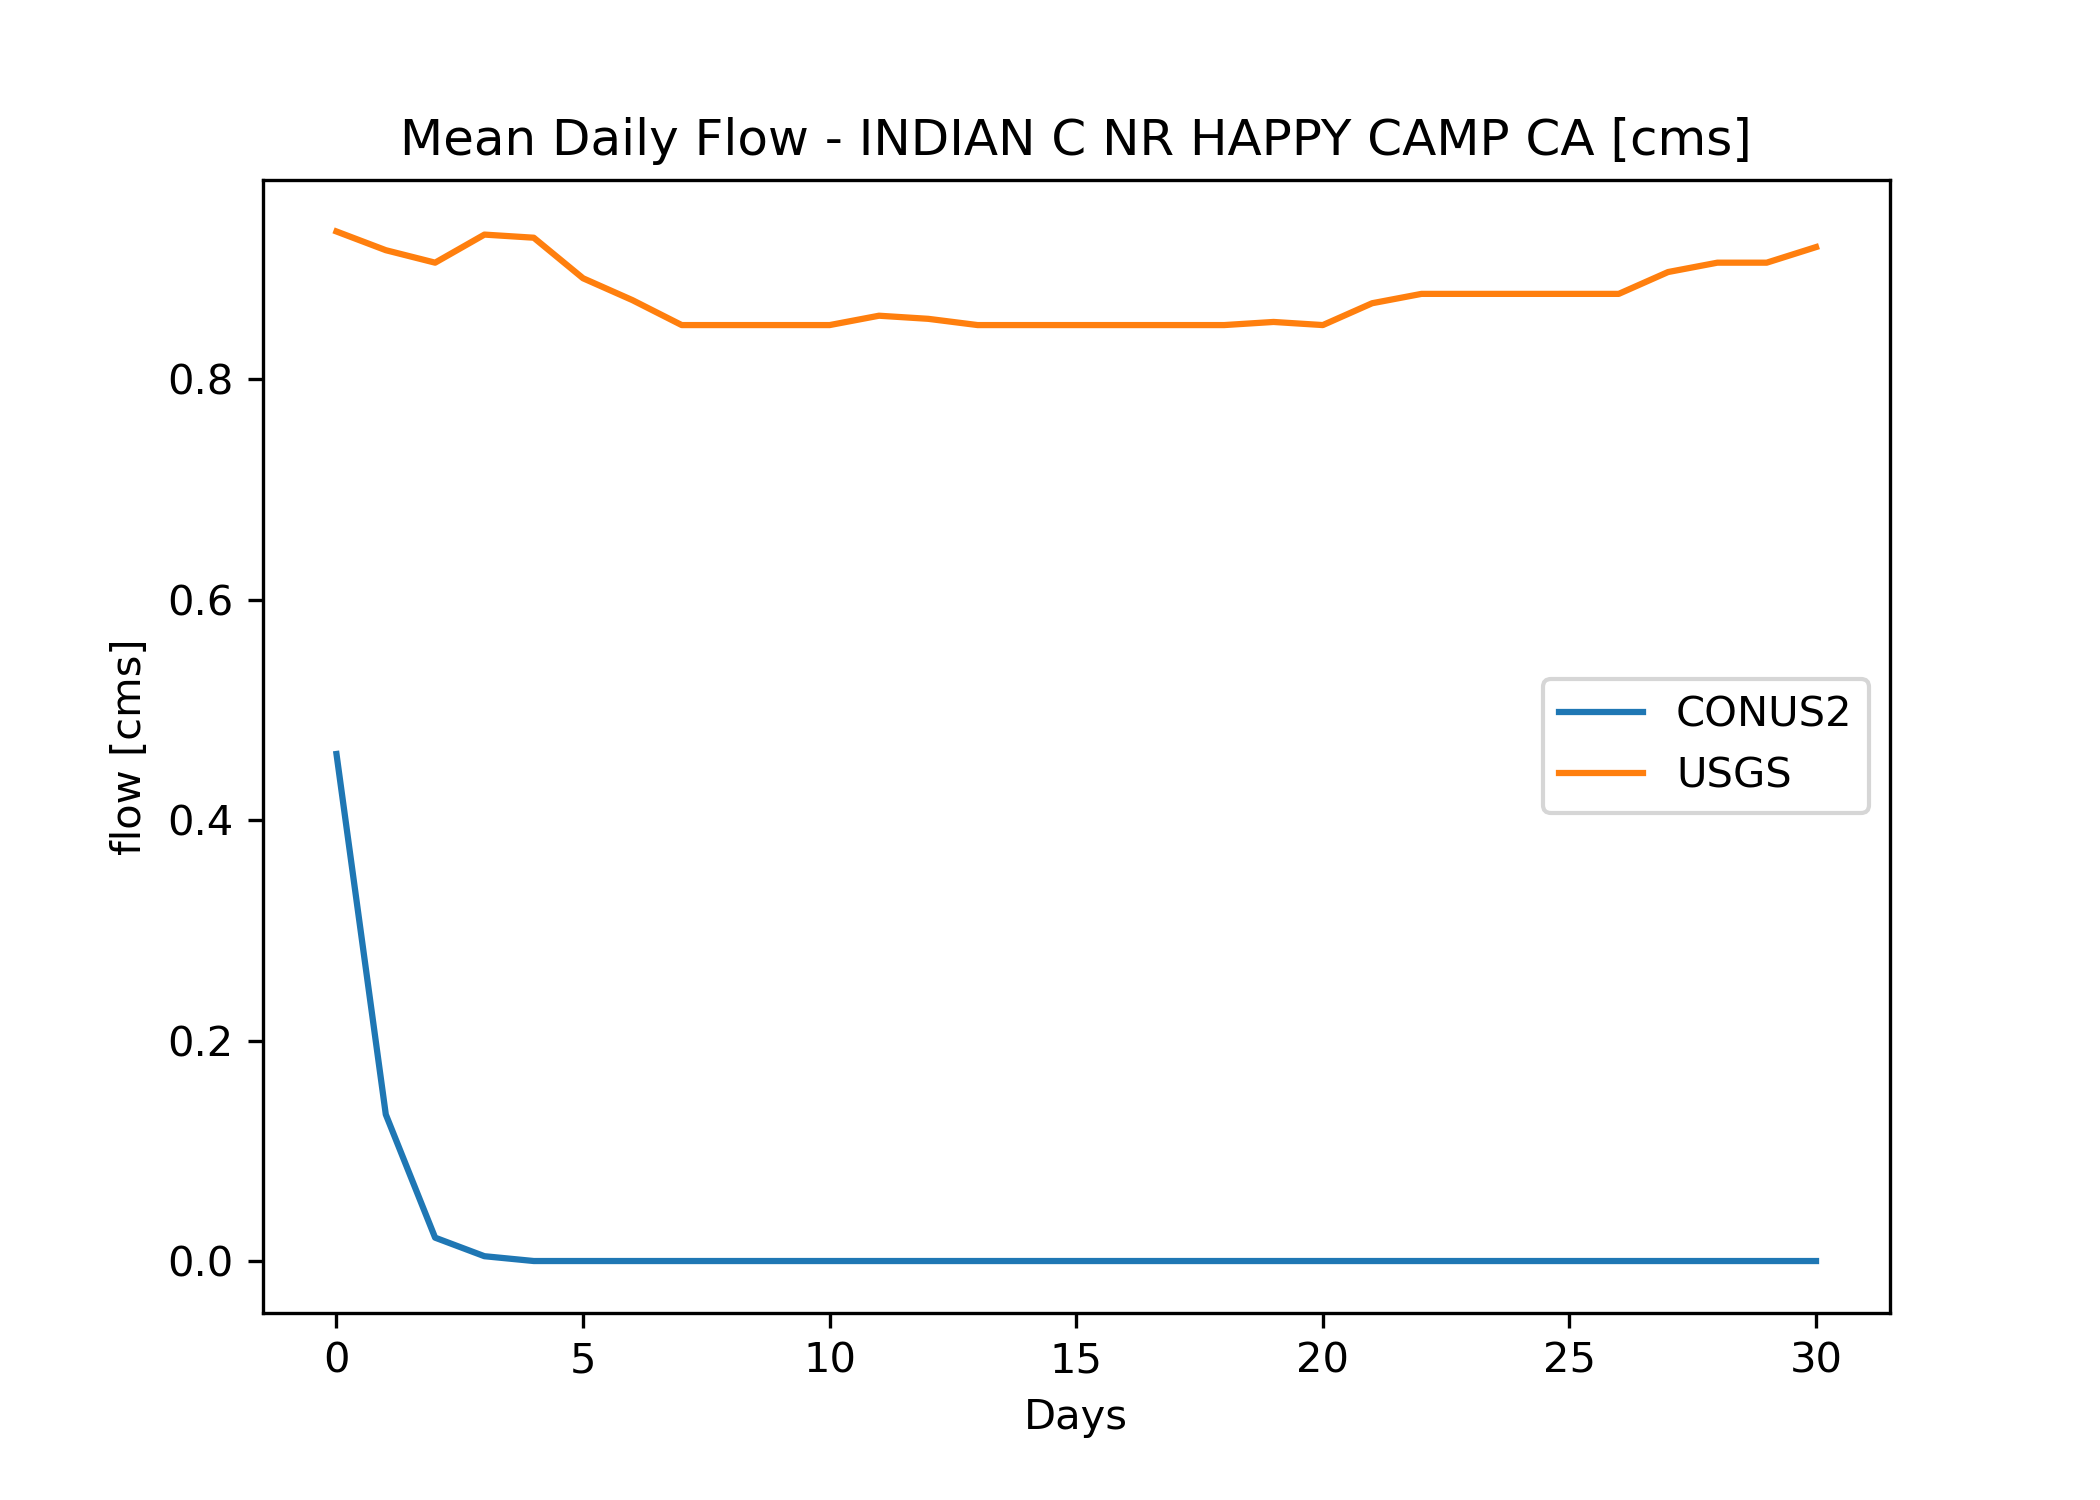 Mean Daily Flow - INDIAN C NR HAPPY CAMP CA [cms]
flow [cms]
0.8
0.6
0.4
0.2
0.0
CONUS2
USGS
0 5 10 15 20 25 30
Days